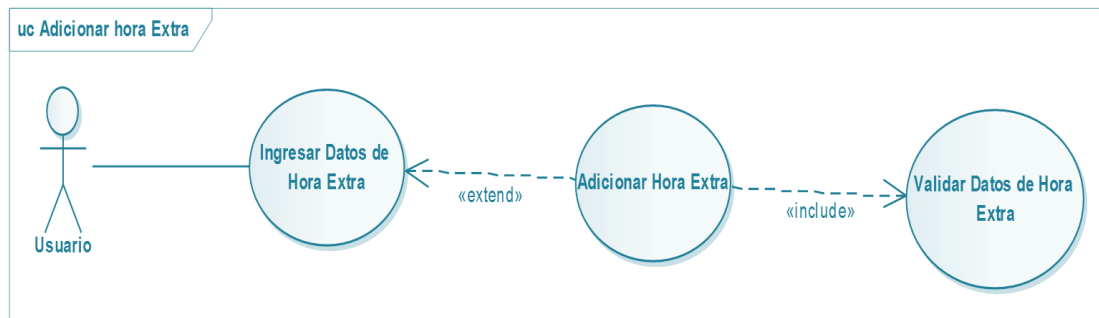 uc Adicionar hora Extra
Usuario
Ingresar Datos de
Hora Extra
«extend»
Adicionar Hora Extra
«include»
Validar Datos de Hora
Extra